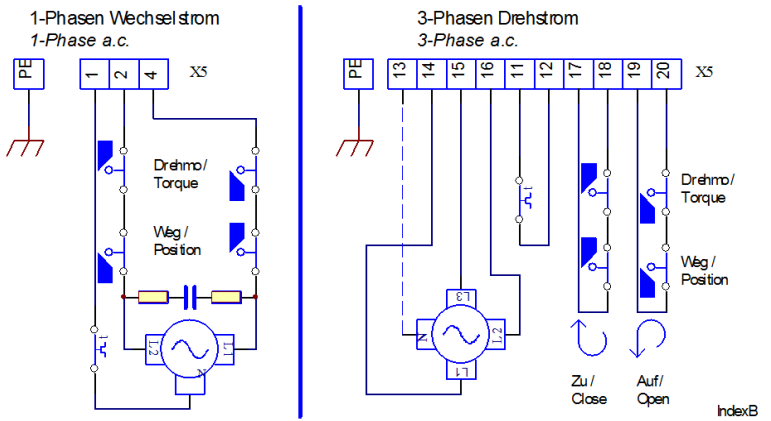 1-Phasen Wechselstrom
1-Phase a.c.
PE
1 2 4 X5
Drehmo/
Torque
Weg/
Position
t
L2
L1
N
3-Phasen Drehstrom
3-Phase a.c.
PE
13 14 15 16 11 12 17 18 19 20 X5
t
Drehmo/
Torque
Weg/
Position
L3
N
L2
L1
Zu/
Close
Auf/
Open
IndexB